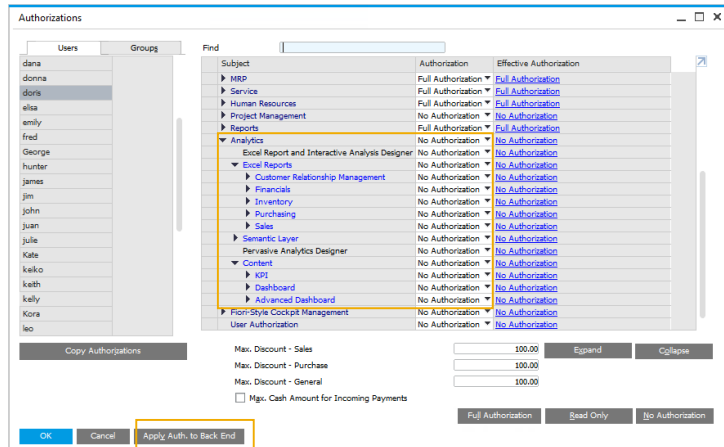 Authorizations
Users Groups Find
dana Subject Authorization Effective Authorization
donna MRP Full Authorization Full Authorization
doris Service Full Authorization Full Authorization
elisa Human Resources Full Authorization Full Authorization
emily Project Management No Authorization No Authorization
fred Reports Full Authorization Full Authorization
George Analytics No Authorization No Authorization
hunter Excel Report and Interactive Analysis Designer No Authorization No Authorization
james Excel Reports No Authorization No Authorization
jim Customer Relationship Management No Authorization No Authorization
john Financials No Authorization No Authorization
juan Inventory No Authorization No Authorization
julie Purchasing No Authorization No Authorization
Kate Sales No Authorization No Authorization
keiko Semantic Layer No Authorization No Authorization
keith Pervasive Analytics Designer No Authorization No Authorization
kelly Content No Authorization No Authorization
Kora KPI No Authorization No Authorization
leo Dashboard No Authorization No Authorization
Advanced Dashboard No Authorization No Authorization
Fiori-Style Cockpit Management No Authorization No Authorization
User Authorization No Authorization No Authorization
Copy Authorizations Max. Discount - Sales 100.00 Expand Collapse
Max. Discount - Purchase 100.00
Max. Discount - General 100.00
Max. Cash Amount for Incoming Payments
Full Authorization Read Only No Authorization
OK Cancel Apply Auth. to Back End